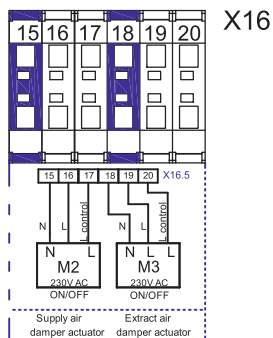 X16
15 16 17 18 19 20
15 16 17 18 19 20 X16.5
N L L control N L L control
N L N L L
M2 M3
230V AC 230V AC
ON/OFF ON/OFF
Supply air Extract air
damper actuator damper actuator